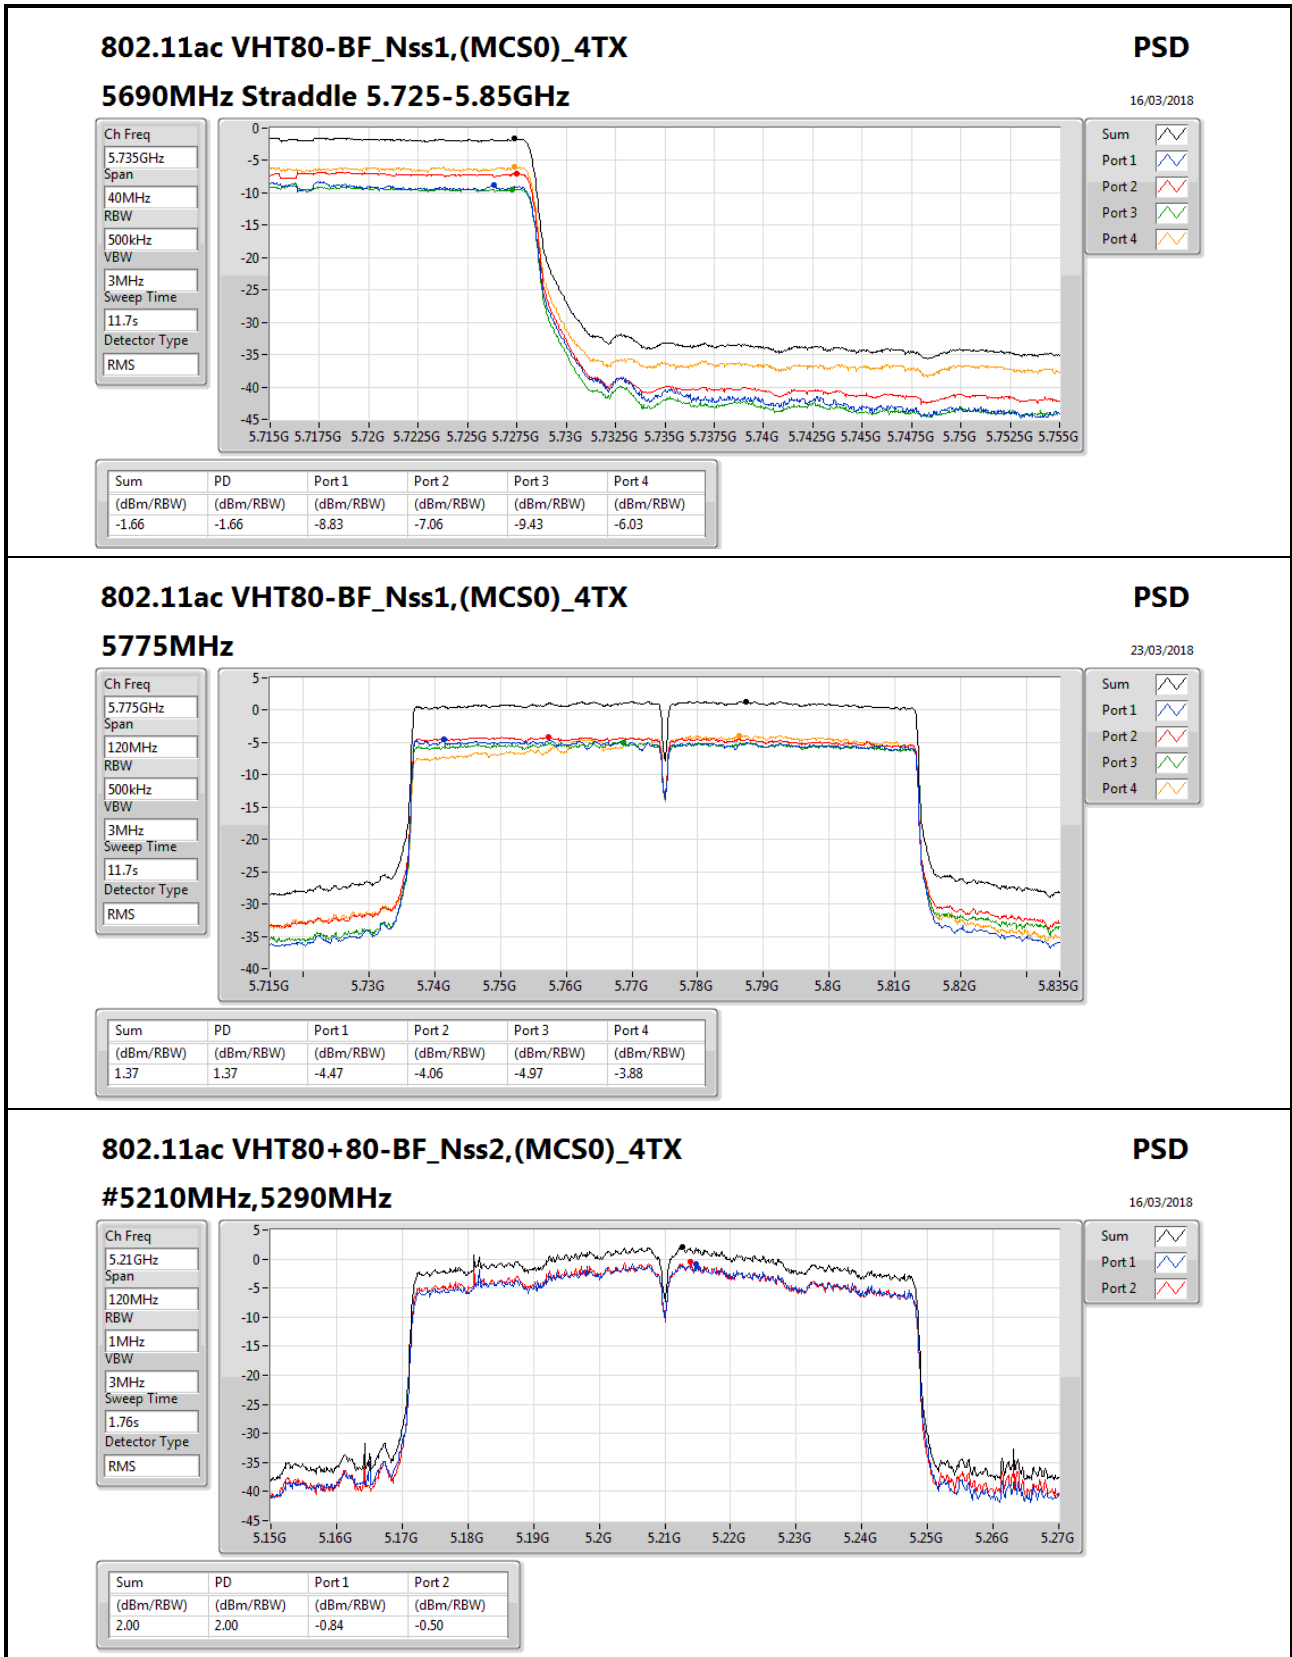 802.11ac VHT80-BF_Nss1,(MCS0)_4TX PSD
5690MHz Straddle 5.725-5.85GHz 16/03/2018
Ch Freq
5.735GHz
Span
40MHz
RBW
500kHz
VBW
3MHz
Sweep Time
11.7s
Detector Type
RMS
0
-5
-10
-15
-20
-25
-30
-35
-40
-45
5.715G 5.7175G 5.72G 5.7225G 5.725G 5.7275G 5.73G 5.7325G 5.735G 5.7375G 5.74G 5.7425G 5.745G 5.7475G 5.75G 5.7525G 5.755G
Sum
Port 1
Port 2
Port 3
Port 4
Sum PD Port 1 Port 2 Port 3 Port 4
(dBm/RBW) (dBm/RBW) (dBm/RBW) (dBm/RBW) (dBm/RBW) (dBm/RBW)
-1.66 -1.66 -8.83 -7.06 -9.43 -6.03
802.11ac VHT80-BF_Nss1,(MCS0)_4TX PSD
5775MHz 23/03/2018
Ch Freq
5.775GHz
Span
120MHz
RBW
500kHz
VBW
3MHz
Sweep Time
11.7s
Detector Type
RMS
5
0
-5
-10
-15
-20
-25
-30
-35
-40
5.715G 5.73G 5.74G 5.75G 5.76G 5.77G 5.78G 5.79G 5.8G 5.81G 5.82G 5.835G
Sum
Port 1
Port 2
Port 3
Port 4
Sum PD Port 1 Port 2 Port 3 Port 4
(dBm/RBW) (dBm/RBW) (dBm/RBW) (dBm/RBW) (dBm/RBW) (dBm/RBW)
1.37 1.37 -4.47 -4.06 -4.97 -3.88
802.11ac VHT80+80-BF_Nss2,(MCS0)_4TX PSD
#5210MHz,5290MHz 16/03/2018
Ch Freq
5.21GHz
Span
120MHz
RBW
1MHz
VBW
3MHz
Sweep Time
1.76s
Detector Type
RMS
5
0
-5
-10
-15
-20
-25
-30
-35
-40
-45
5.15G 5.16G 5.17G 5.18G 5.19G 5.2G 5.21G 5.22G 5.23G 5.24G 5.25G 5.26G 5.27G
Sum
Port 1
Port 2
Sum PD Port 1 Port 2
(dBm/RBW) (dBm/RBW) (dBm/RBW) (dBm/RBW)
2.00 2.00 -0.84 -0.50